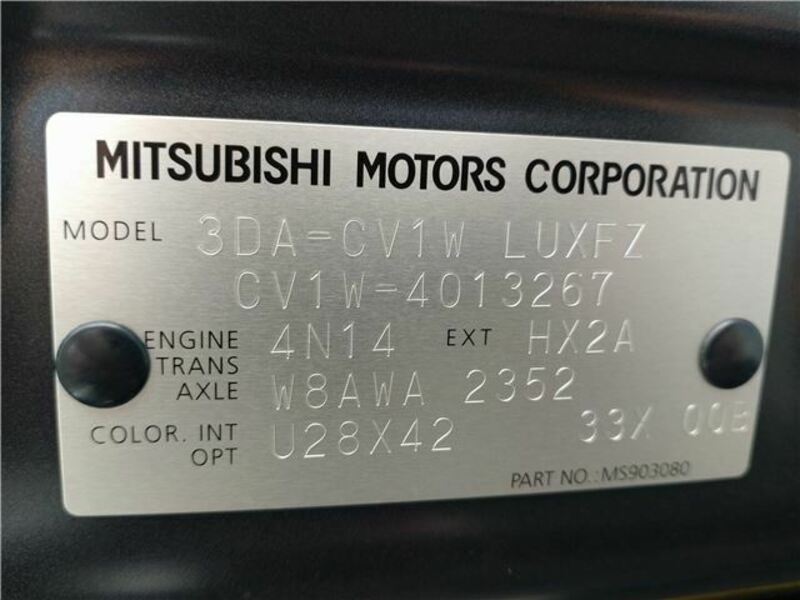 MITSUBISHI MOTORS CORPORATION
MODEL 3DA-CV1W LUXFZ
CV1W-4013267
ENGINE 4N14 EXT HX2A
TRANS
AXLE W8AWA 2352
COLOR. INT U28X42 33X 00B
OPT
PART NO.:MS903080